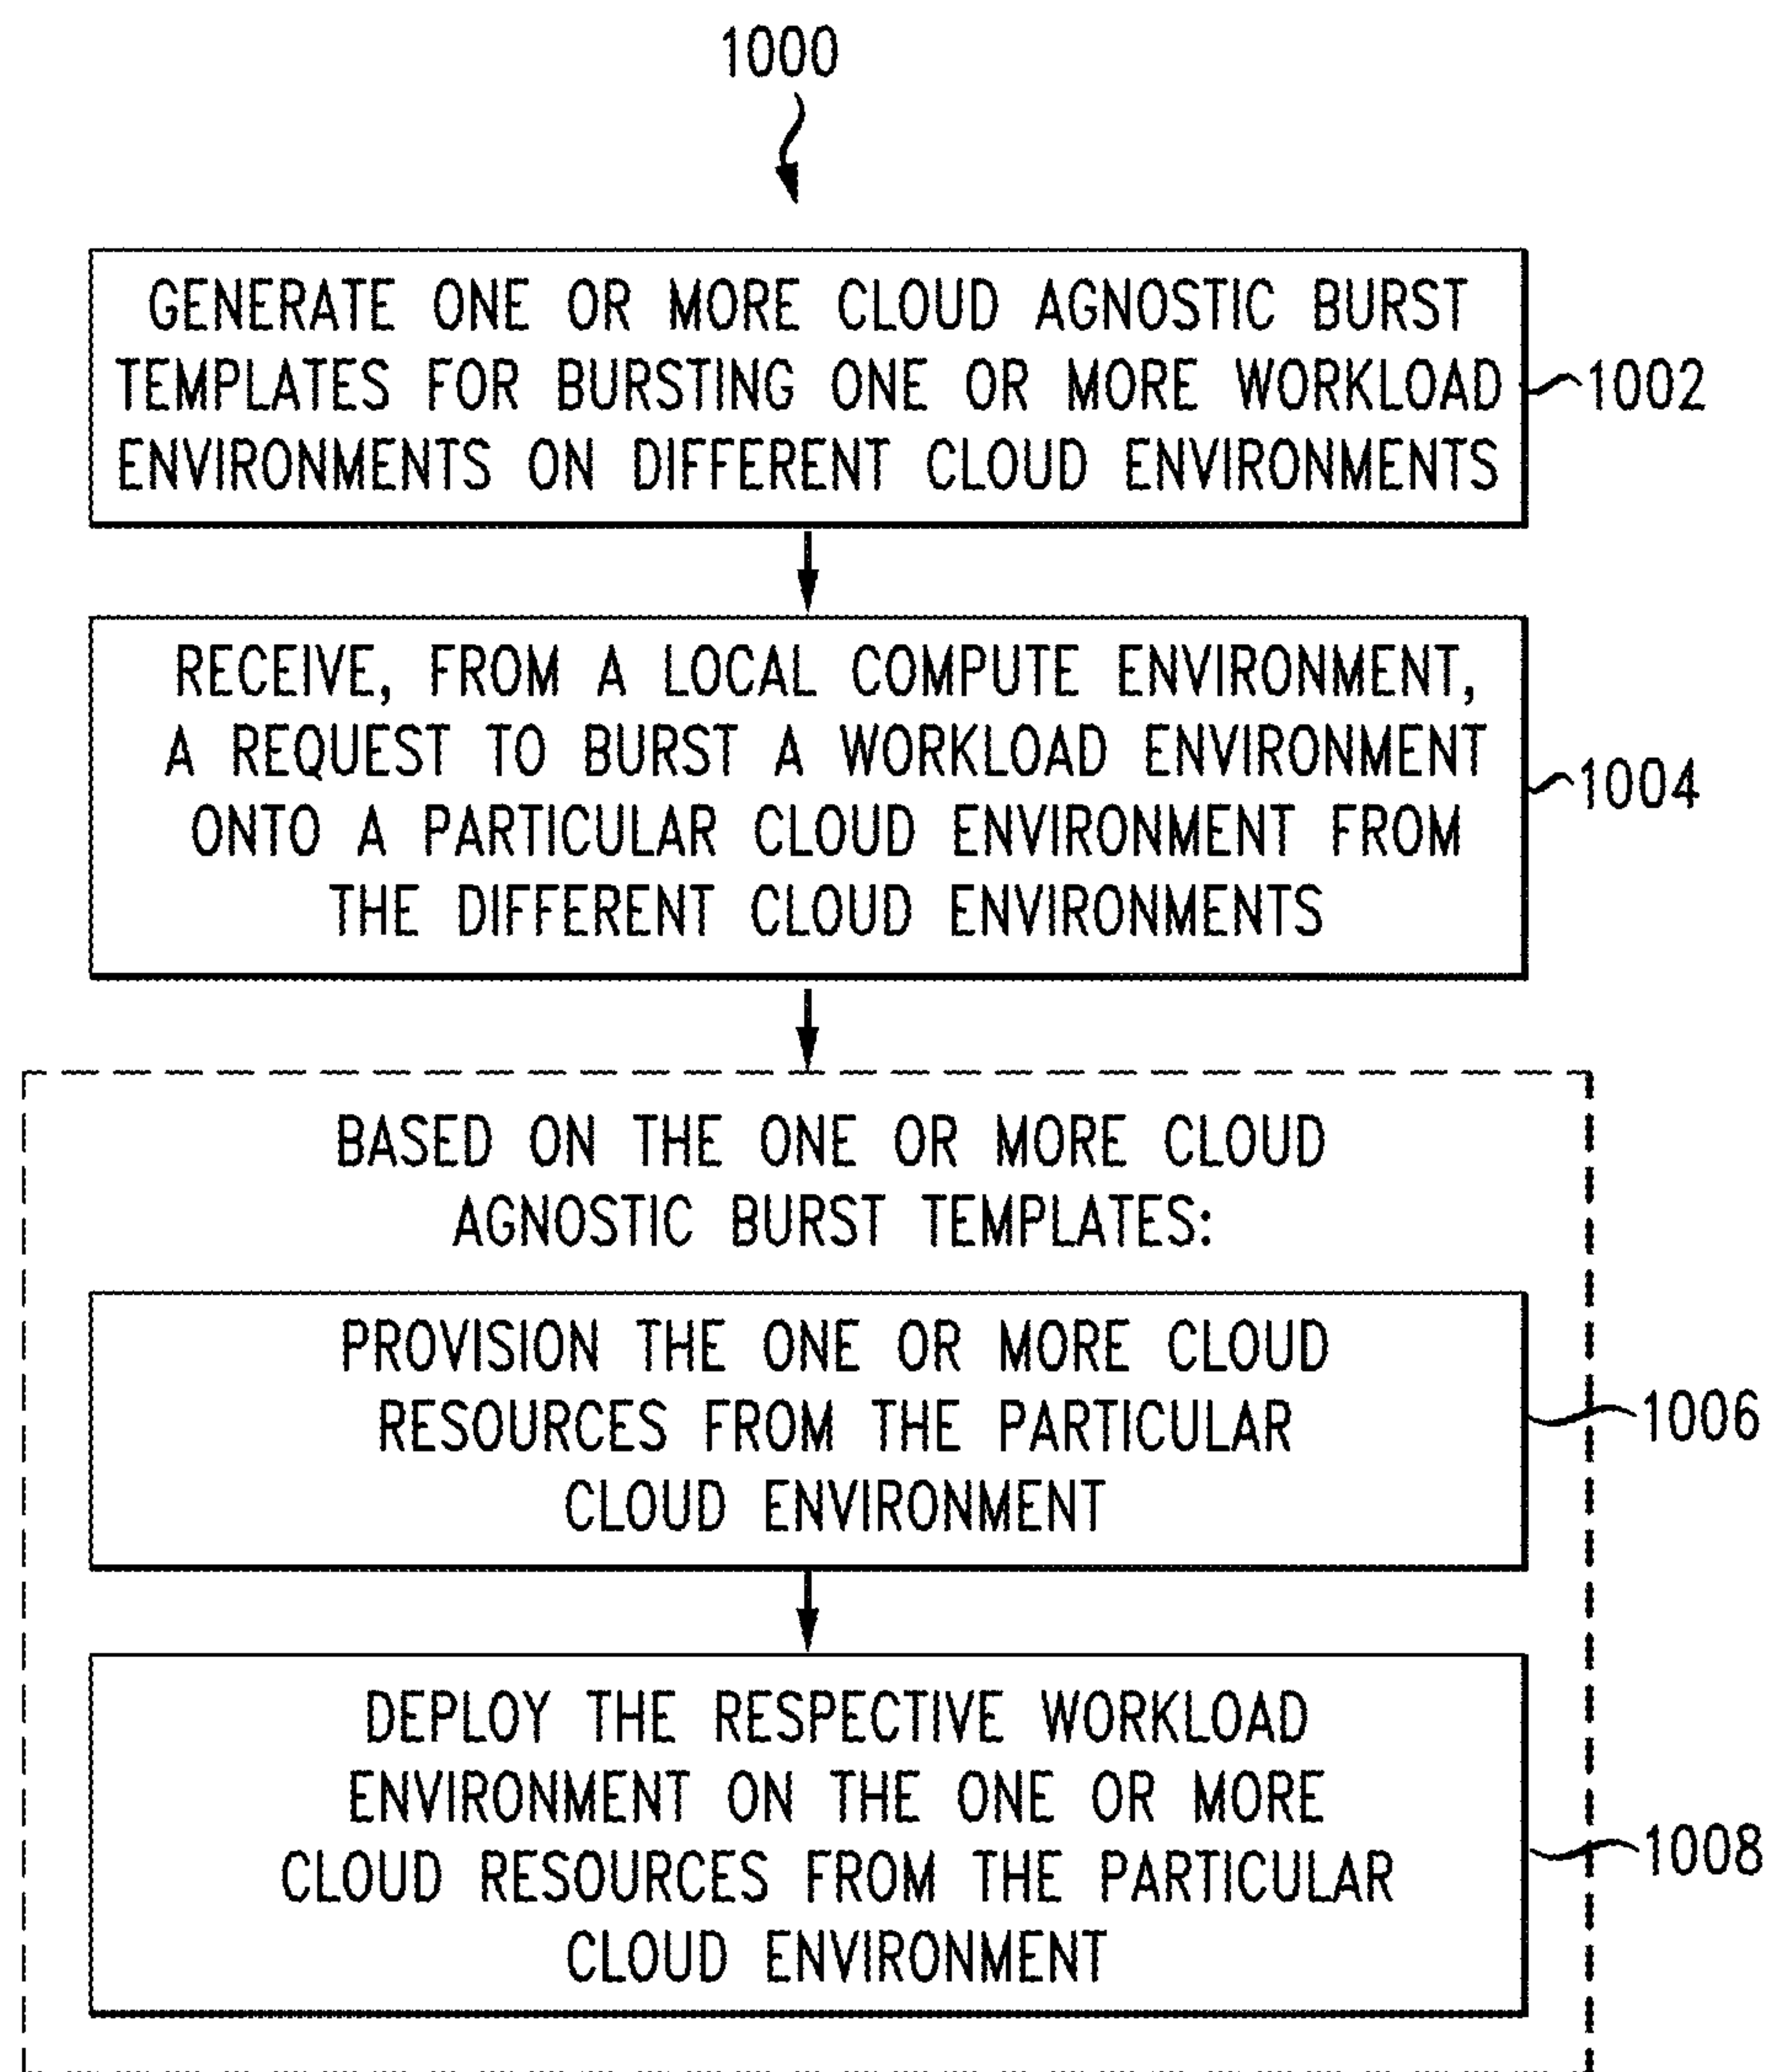 1000
GENERATE ONE OR MORE CLOUD AGNOSTIC BURST
TEMPLATES FOR BURSTING ONE OR MORE WORKLOAD
ENVIRONMENTS ON DIFFERENT CLOUD ENVIRONMENTS
1002
RECEIVE, FROM A LOCAL COMPUTE ENVIRONMENT,
A REQUEST TO BURST A WORKLOAD ENVIRONMENT
ONTO A PARTICULAR CLOUD ENVIRONMENT FROM
THE DIFFERENT CLOUD ENVIRONMENTS
1004
BASED ON THE ONE OR MORE CLOUD
AGNOSTIC BURST TEMPLATES:
PROVISION THE ONE OR MORE CLOUD
RESOURCES FROM THE PARTICULAR
CLOUD ENVIRONMENT
1006
DEPLOY THE RESPECTIVE WORKLOAD
ENVIRONMENT ON THE ONE OR MORE
CLOUD RESOURCES FROM THE PARTICULAR
CLOUD ENVIRONMENT
1008